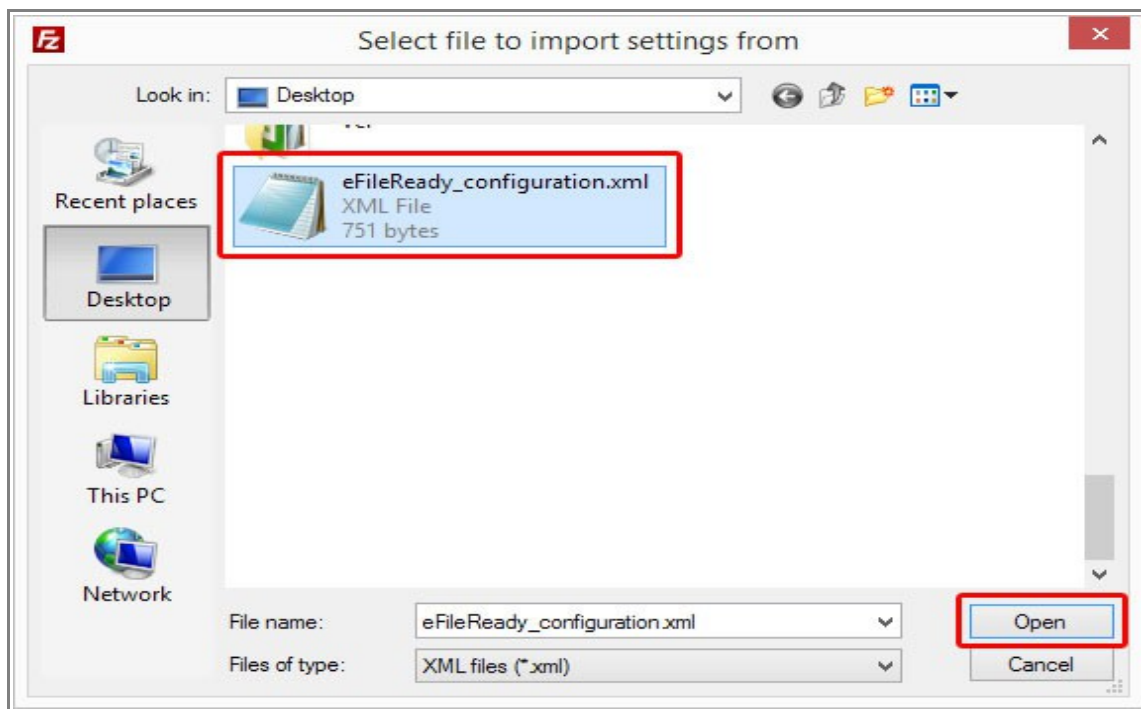 Fz
Select file to import settings from
Look in: Desktop
eFileReady_configuration.xml
XML File
751 bytes
Recent places
Desktop
Libraries
This PC
Network
File name: eFileReady_configuration.xml Open
Files of type: XML files (*.xml) Cancel